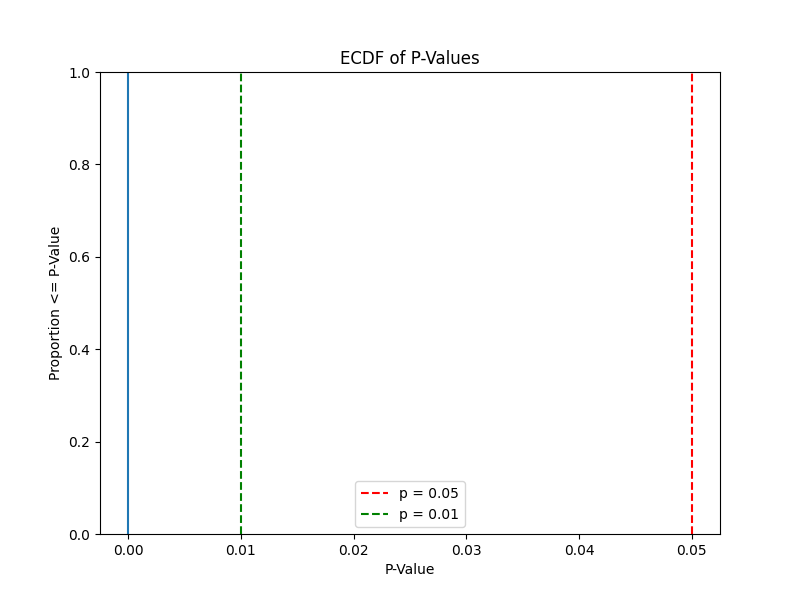 ECDF of P-Values
1.0
0.8
0.6
0.4
0.2
0.0
Proportion <= P-Value
p = 0.05
p = 0.01
0.00 0.01 0.02 0.03 0.04 0.05
P-Value